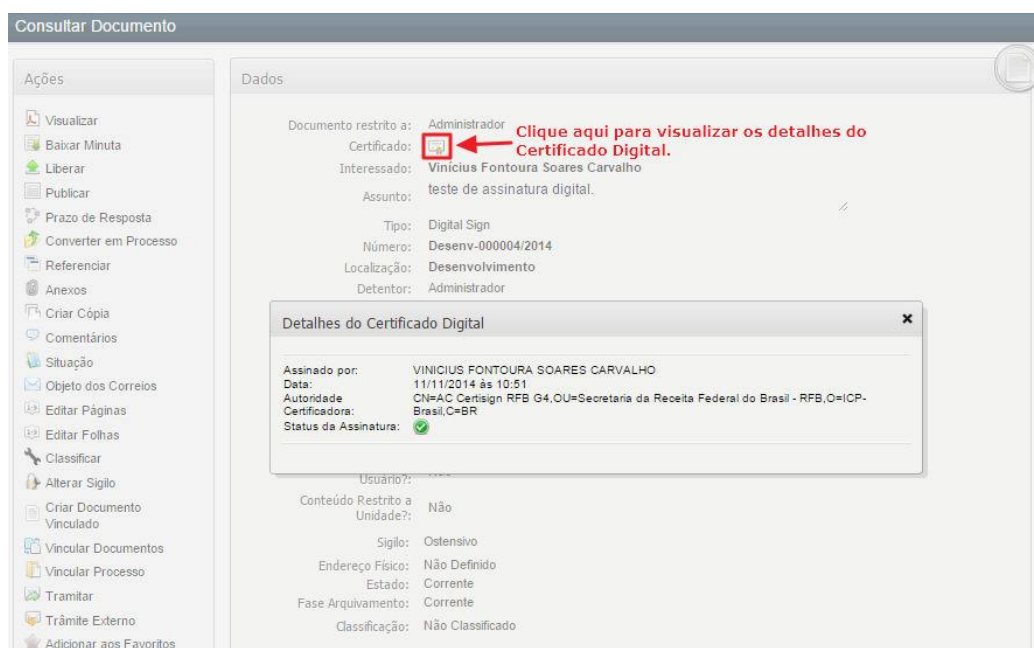 Consultar Documento
Ações
Visualizar
Baixar Minuta
Liberar
Publicar
Prazo de Resposta
Converter em Processo
Referenciar
Anexos
Criar Cópia
Comentários
Situação
Objeto dos Correios
Editar Páginas
Editar Folhas
Classificar
Alterar Sigilo
Criar Documento
Vinculado
Vincular Documentos
Vincular Processo
Tramitar
Trâmite Externo
Adicionar aos Favoritos
Dados
Documento restrito a: Administrador
Clique aqui para visualizar os detalhes do
Certificado Digital.
Certificado:
Interessado: Vinícius Fontoura Soares Carvalho
Assunto: teste de assinatura digital.
Tipo: Digital Sign
Número: Desenv-000004/2014
Localização: Desenvolvimento
Detentor: Administrador
Detalhes do Certificado Digital
Assinado por: VINICIUS FONTOURA SOARES CARVALHO
Data: 11/11/2014 às 10:51
Autoridade CN=AC Certisign RFB G4,OU=Secretaria da Receita Federal do Brasil - RFB,O=ICP-
Certificadora: Brasil,C=BR
Status da Assinatura:
Usuário?:
Conteúdo Restrito a
Unidade?: Não
Sigilo: Ostensivo
Endereço Físico: Não Definido
Estado: Corrente
Fase Arquivamento: Corrente
Classificação: Não Classificado